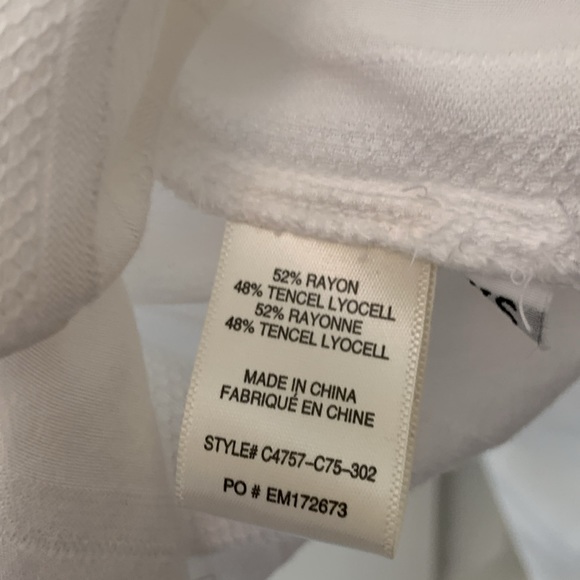 52% RAYON
48% TENCEL LYOCELL
52% RAYONNE
48% TENCEL LYOCELL
MADE IN CHINA
FABRIQUÉ EN CHINE
STYLE# C4757-C75-302
PO # EM172673